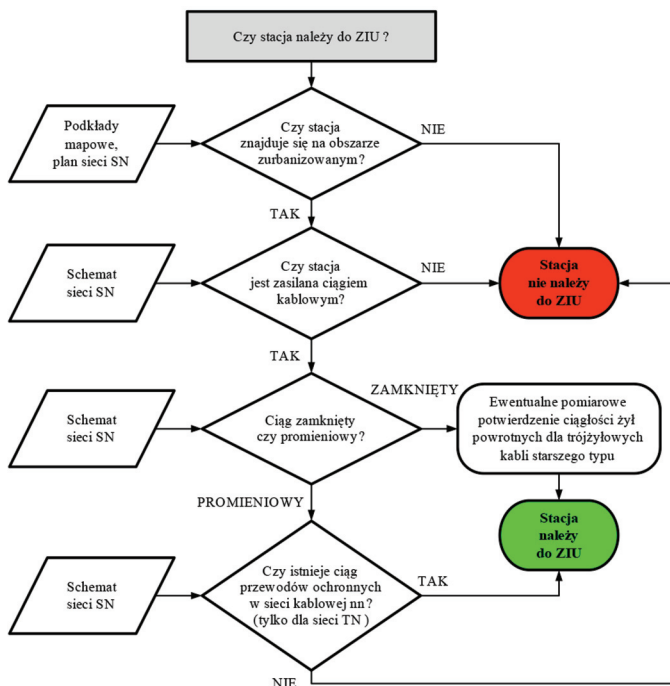 Czy stacja należy do ZIU ?
Podkłady
mapowe,
plan sieci SN
Czy stacja
znajduje się na obszarze
zurbanizowanym?
NIE
TAK
Schemat
sieci SN
Czy stacja
jest zasilana ciągiem
kablowym?
NIE
Stacja
nie należy
do ZIU
TAK
Schemat
sieci SN
Ciąg zamknięty
czy promieniowy?
ZAMKNIĘTY
Ewentualne pomiarowe
potwierdzenie ciągłości żył
powrotnych dla trójżyłowych
kabli starszego typu
PROMIENIOWY
Stacja
należy
do ZIU
Schemat
sieci SN
Czy istnieje ciąg
przewodów ochronnych
w sieci kablowej nn?
(tylko dla sieci TN )
TAK
NIE